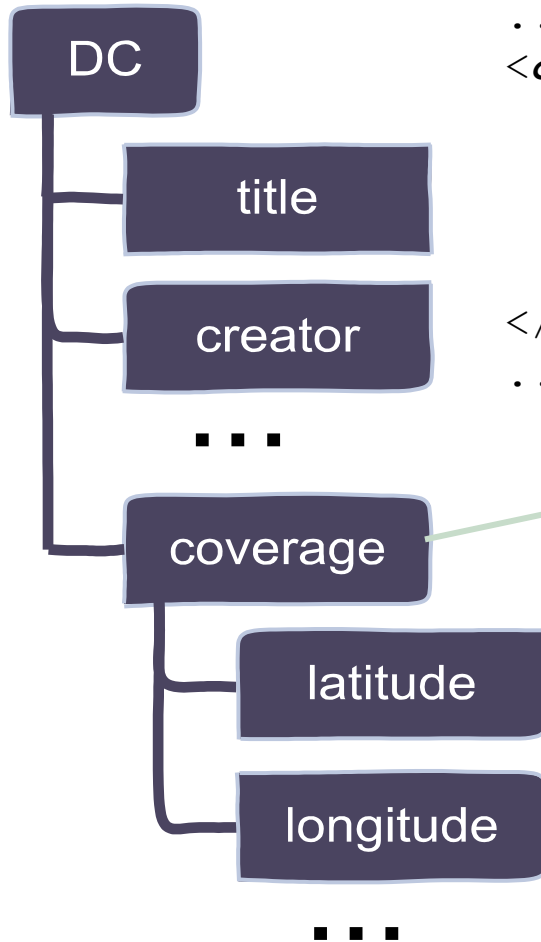 DC
title
creator
...
coverage
latitude
longitude
...
. .
<
</
. .